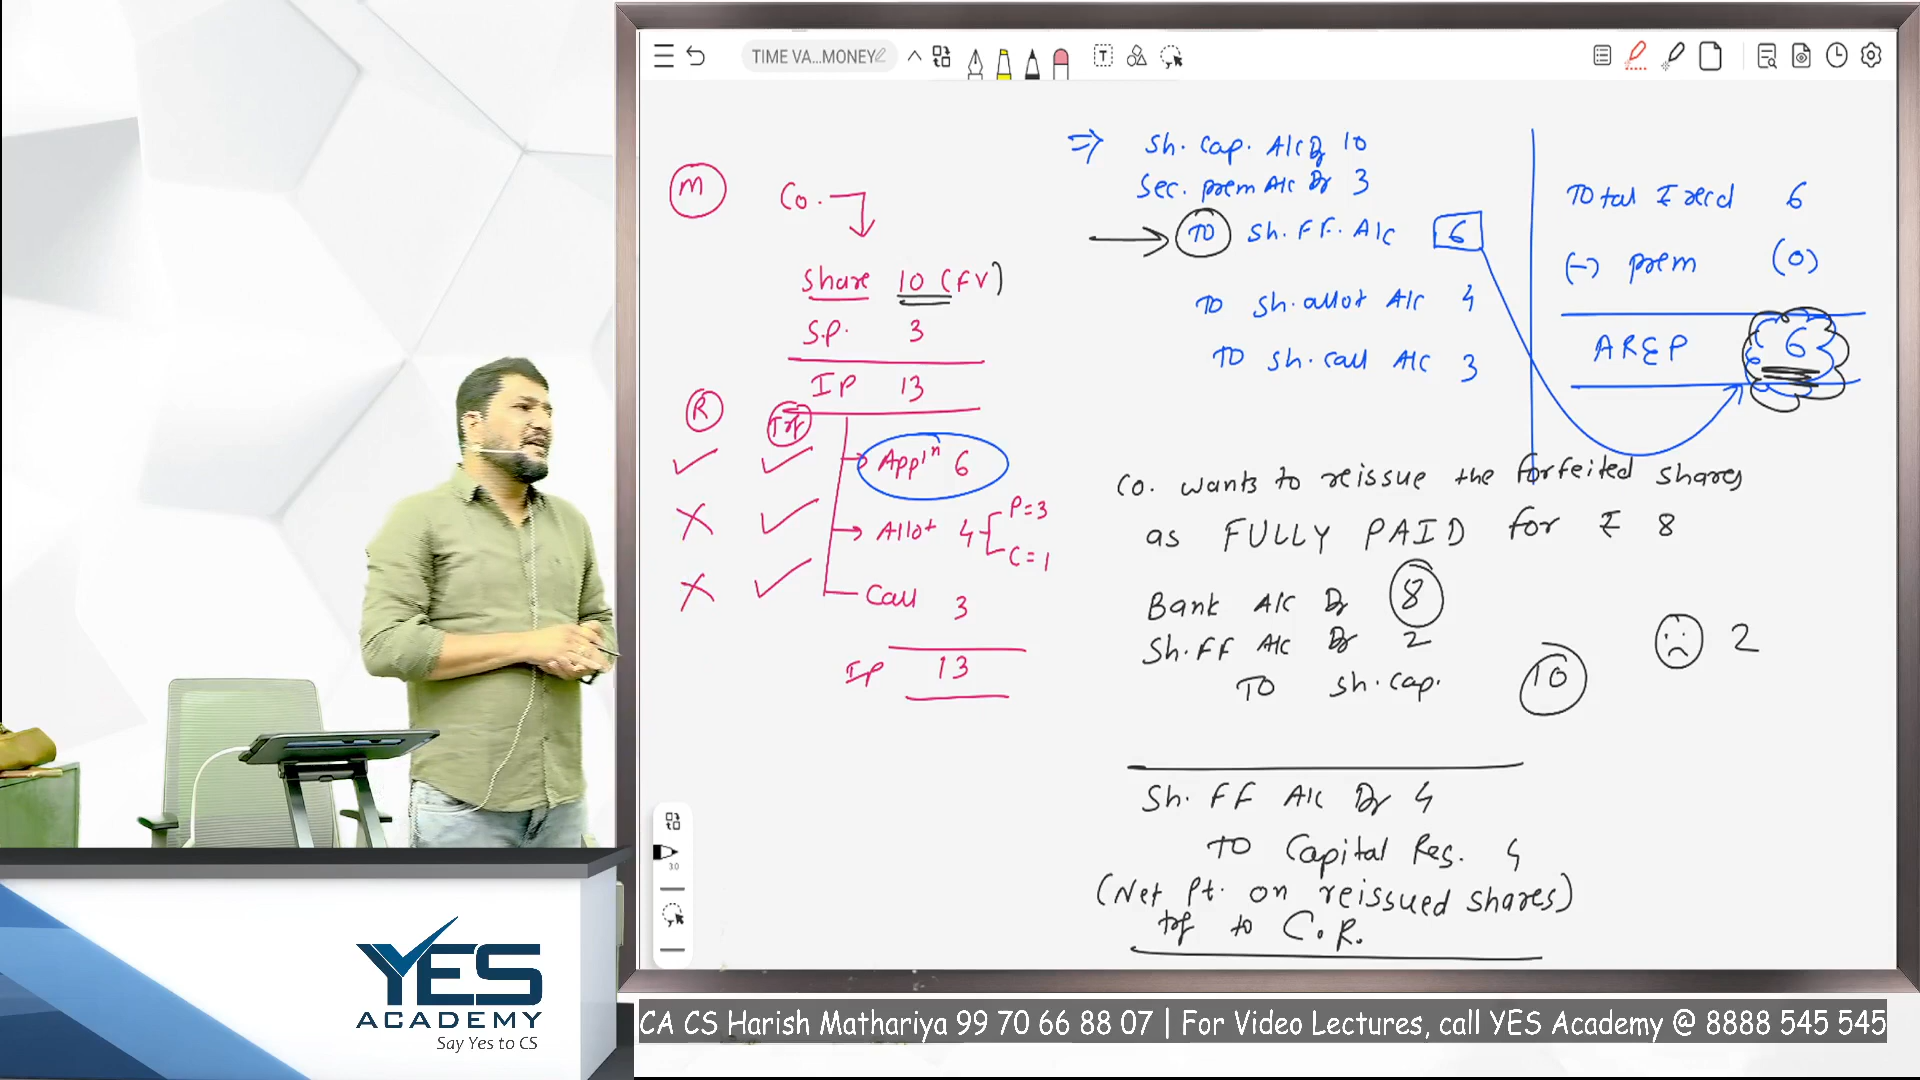 TIME VA...MONEY
M
Co.
Share 10 (FV)
S.P. 3
IP 13
R Trf
Appln 6
Allot 4 P=3
C=1
Call 3
IP 13
⇒ Sh. Cap. A/c Dr 10
Sec. prem A/c Dr 3
TO Sh. FF. A/c 6
TO Sh. allot A/c 4
TO Sh. Call A/c 3
Total ₹ recd 6
(-) prem (0)
AREP 6
Co. wants to reissue the forfeited shares
as FULLY PAID for ₹ 8
Bank A/c Dr 8
Sh. FF A/c Dr 2
TO Sh. cap. 10
2
Sh. FF A/c Dr 4
TO Capital Res. 4
(Net Pt. on reissued shares)
trf to C.R.
3.0
YES
ACADEMY
Say Yes to CS
CA CS Harish Mathariya 99 70 66 88 07 | For Video Lectures, call YES Academy @ 8888 545 545